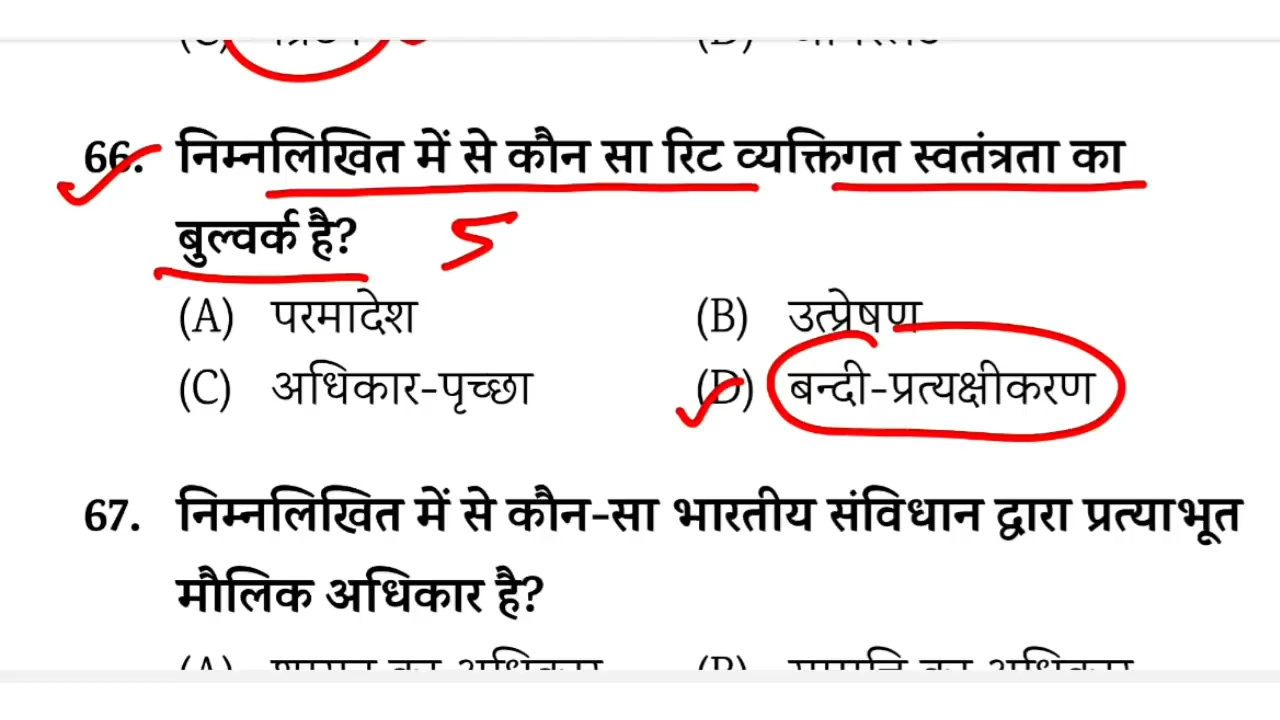 66. निम्नलिखित में से कौन सा रिट व्यक्तिगत स्वतंत्रता का
बुल्वर्क है? 5
(A) परमादेश (B) उत्प्रेषण
(C) अधिकार-पृच्छा (D) बन्दी-प्रत्यक्षीकरण
67. निम्नलिखित में से कौन-सा भारतीय संविधान द्वारा प्रत्याभूत
मौलिक अधिकार है?